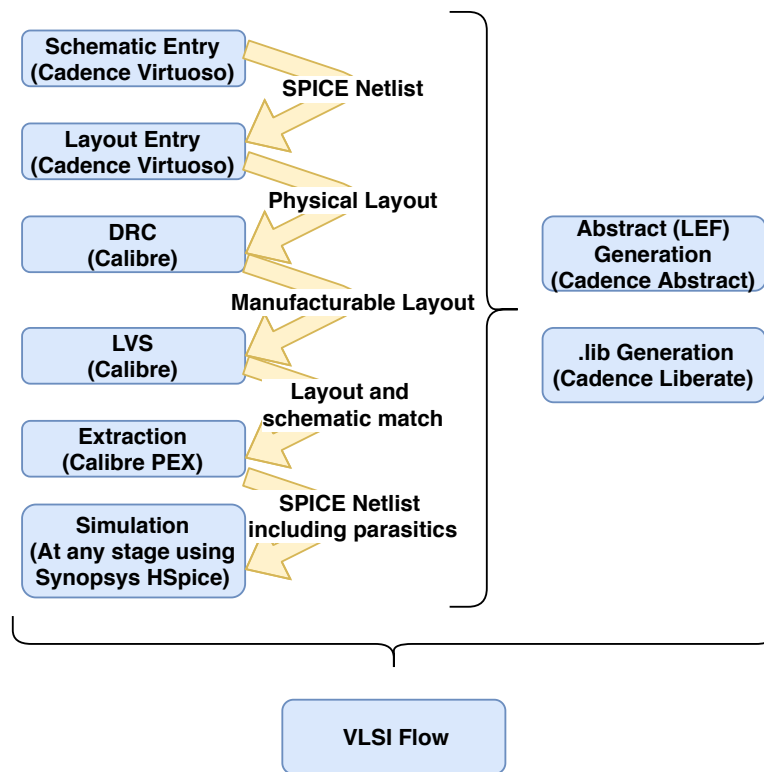 Schematic Entry
(Cadence Virtuoso)
SPICE Netlist
Layout Entry
(Cadence Virtuoso)
Physical Layout
DRC
(Calibre)
Manufacturable Layout
LVS
(Calibre)
Layout and
schematic match
Extraction
(Calibre PEX)
SPICE Netlist
including parasitics
Simulation
(At any stage using
Synopsys HSpice)
Abstract (LEF)
Generation
(Cadence Abstract)
.lib Generation
(Cadence Liberate)
VLSI Flow